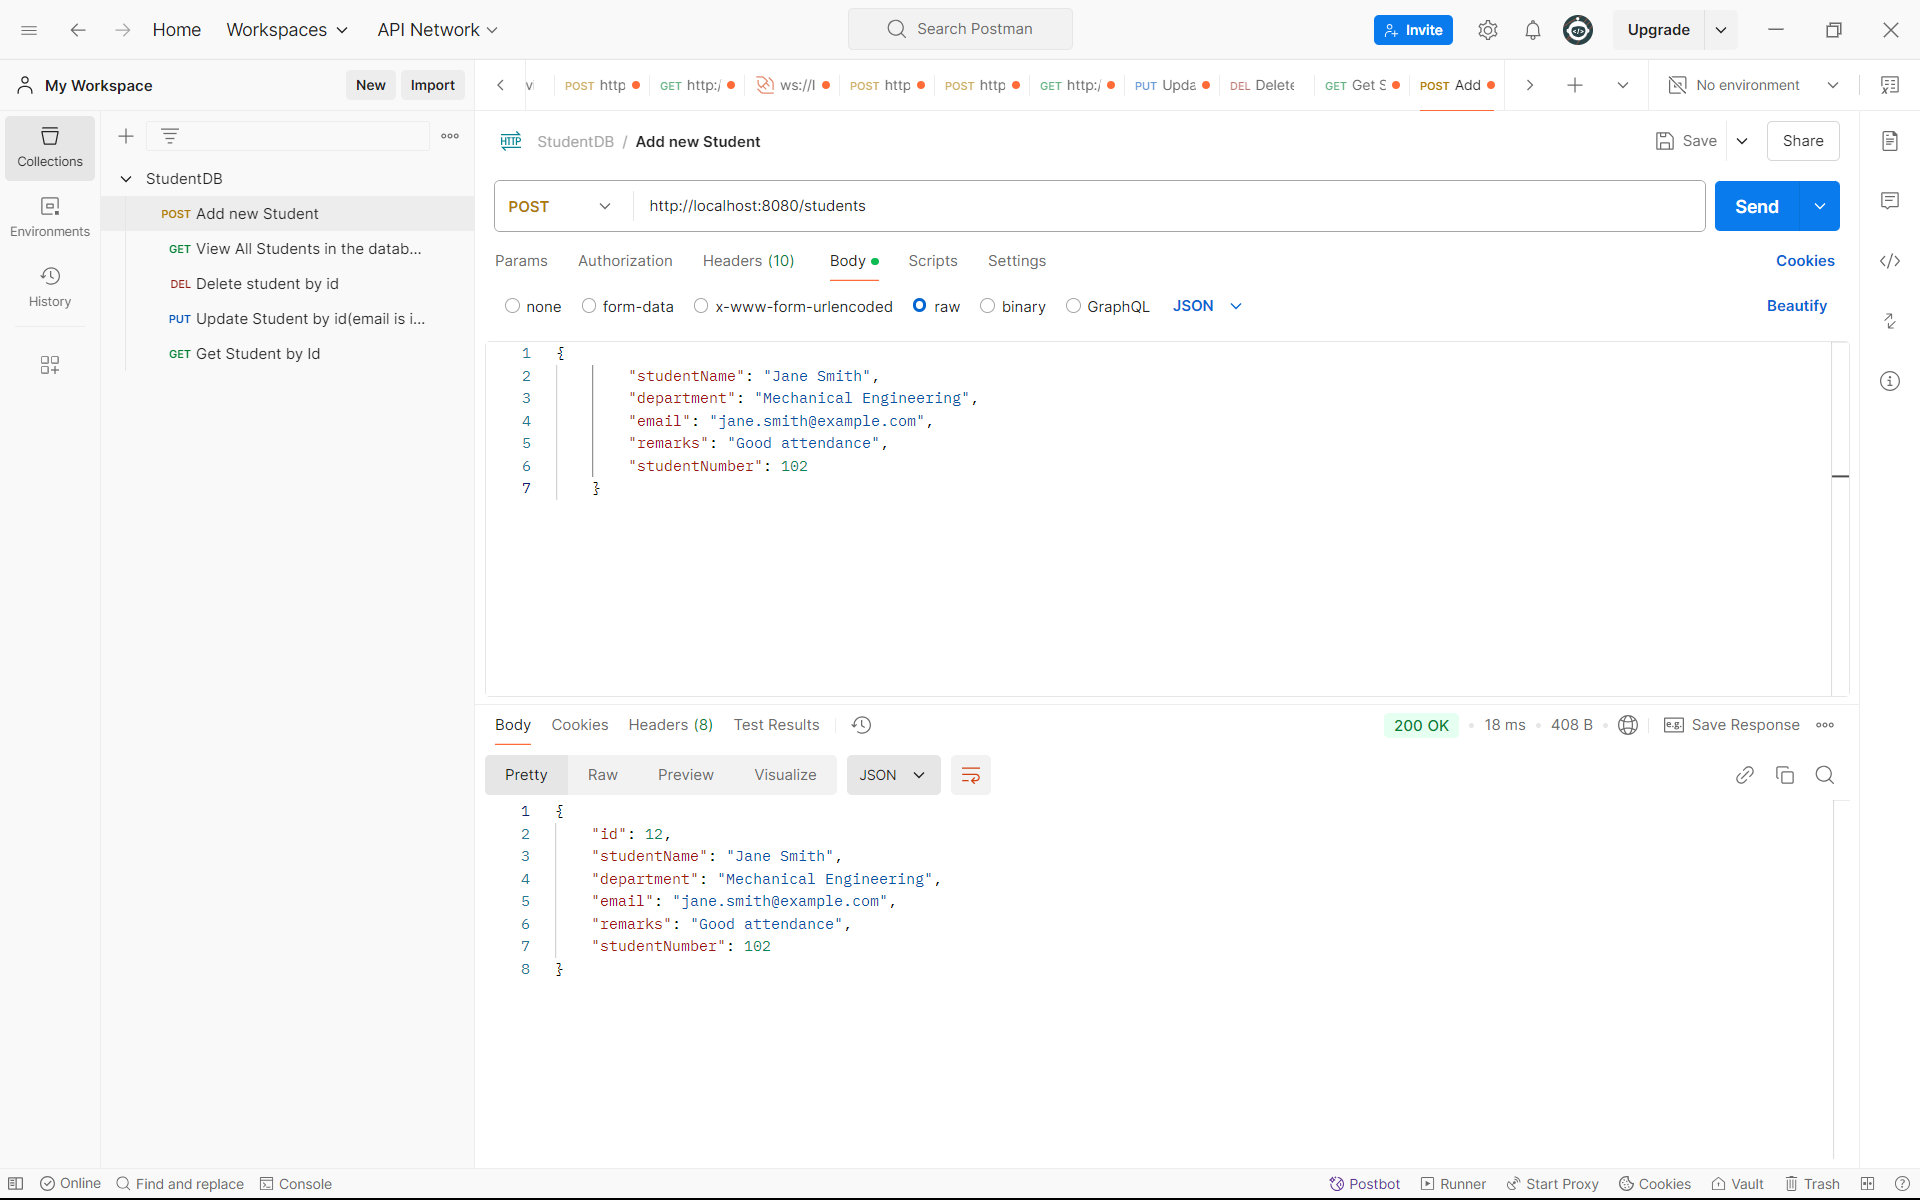 Home Workspaces API Network Search Postman Invite Upgrade
My Workspace New Import
POST http GET http:/ ws://l POST http POST http GET http:/ PUT Upda DEL Delete GET Get S POST Add No environment
Collections
Environments
History
StudentDB
POST Add new Student
GET View All Students in the datab...
DEL Delete student by id
PUT Update Student by id(email is i...
GET Get Student by Id
HTTP StudentDB / Add new Student Save Share
POST http://localhost:8080/students Send
Params Authorization Headers (10) Body Scripts Settings Cookies
none form-data x-www-form-urlencoded raw binary GraphQL JSON Beautify
1 {
2 "studentName": "Jane Smith",
3 "department": "Mechanical Engineering",
4 "email": "jane.smith@example.com",
5 "remarks": "Good attendance",
6 "studentNumber": 102
7 }
Body Cookies Headers (8) Test Results 200 OK 18 ms 408 B e.g. Save Response
Pretty Raw Preview Visualize JSON
1 {
2 "id": 12,
3 "studentName": "Jane Smith",
4 "department": "Mechanical Engineering",
5 "email": "jane.smith@example.com",
6 "remarks": "Good attendance",
7 "studentNumber": 102
8 }
Online Find and replace Console Postbot Runner Start Proxy Cookies Vault Trash